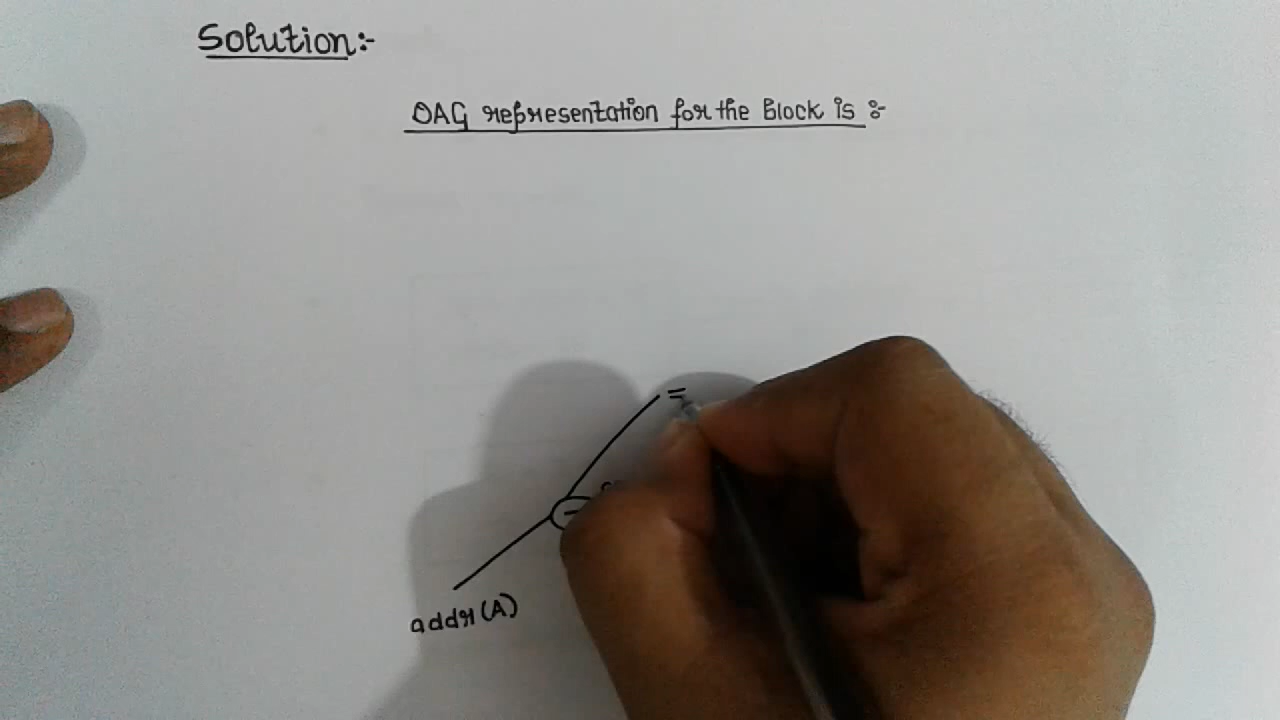 Solution:-
DAG representation for the Block is :-
=
-
addr(A)